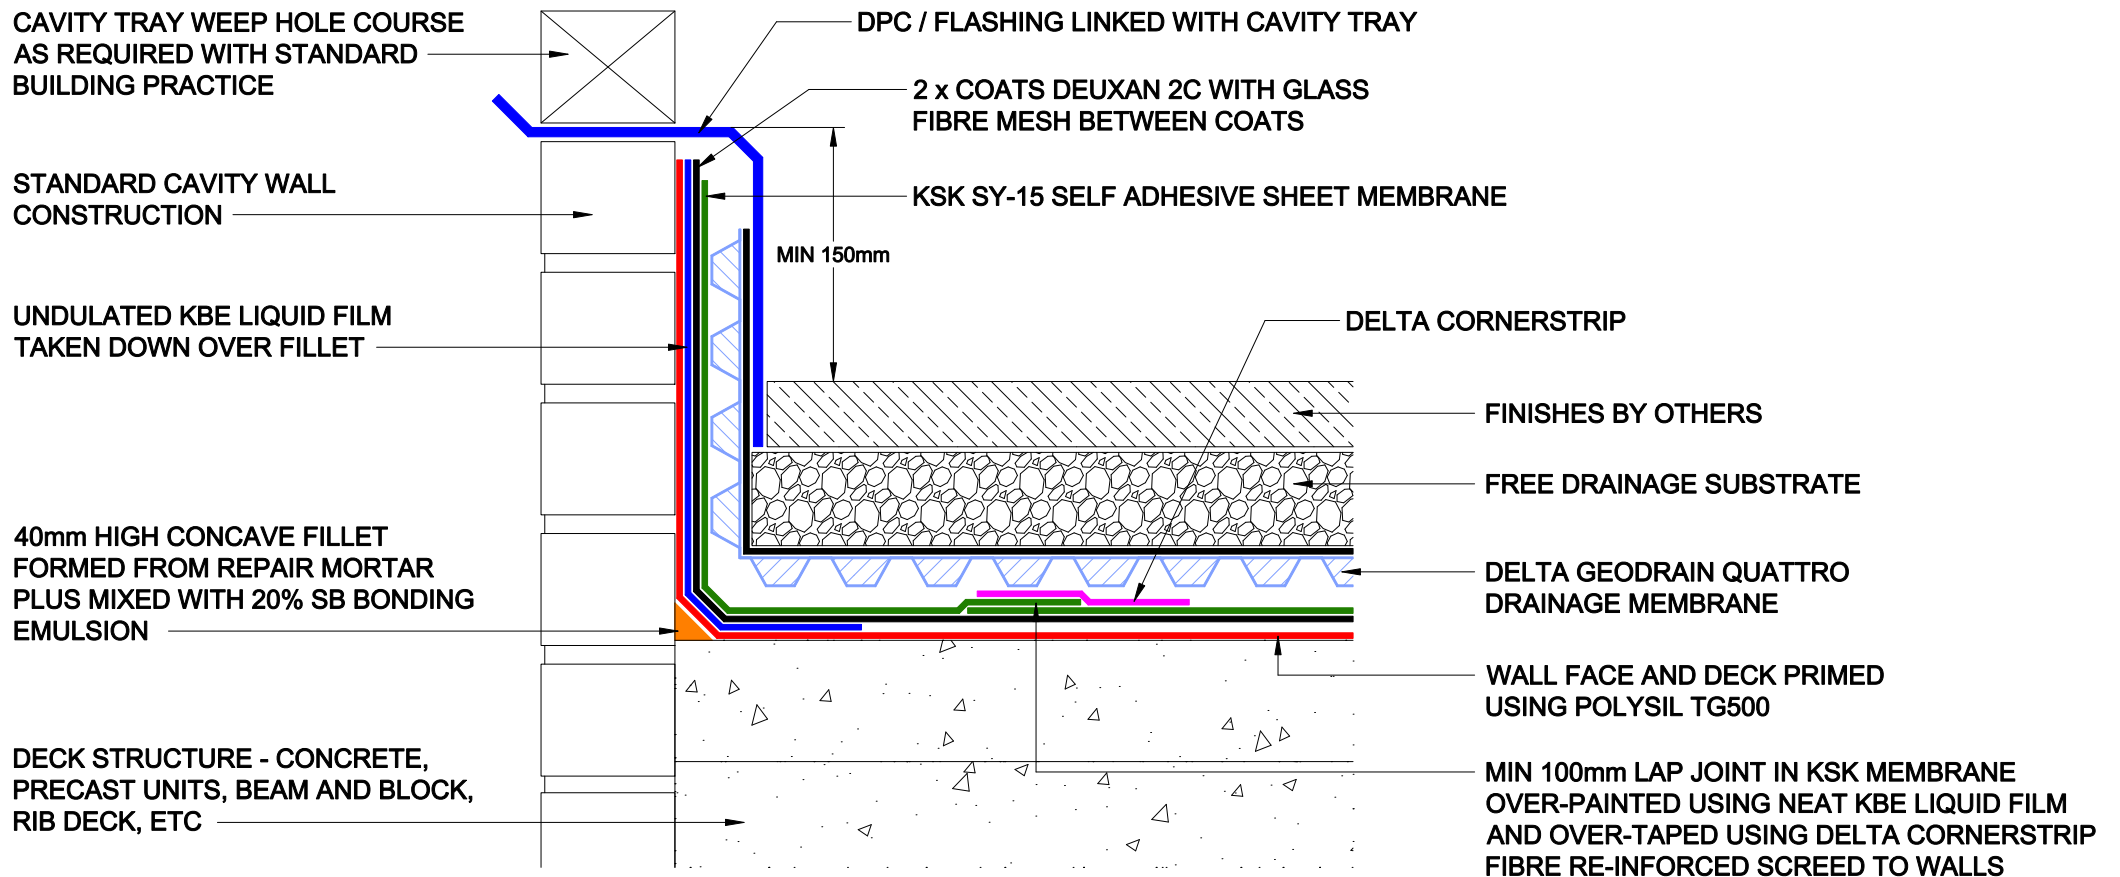 CAVITY TRAY WEEP HOLE COURSE
AS REQUIRED WITH STANDARD
BUILDING PRACTICE
DPC / FLASHING LINKED WITH CAVITY TRAY
2 x COATS DEUXAN 2C WITH GLASS
FIBRE MESH BETWEEN COATS
STANDARD CAVITY WALL
CONSTRUCTION
KSK SY-15 SELF ADHESIVE SHEET MEMBRANE
MIN 150mm
UNDULATED KBE LIQUID FILM
TAKEN DOWN OVER FILLET
DELTA CORNERSTRIP
FINISHES BY OTHERS
FREE DRAINAGE SUBSTRATE
40mm HIGH CONCAVE FILLET
FORMED FROM REPAIR MORTAR
PLUS MIXED WITH 20% SB BONDING
EMULSION
DELTA GEODRAIN QUATTRO
DRAINAGE MEMBRANE
WALL FACE AND DECK PRIMED
USING POLYSIL TG500
DECK STRUCTURE - CONCRETE,
PRECAST UNITS, BEAM AND BLOCK,
RIB DECK, ETC
MIN 100mm LAP JOINT IN KSK MEMBRANE
OVER-PAINTED USING NEAT KBE LIQUID FILM
AND OVER-TAPED USING DELTA CORNERSTRIP
FIBRE RE-INFORCED SCREED TO WALLS